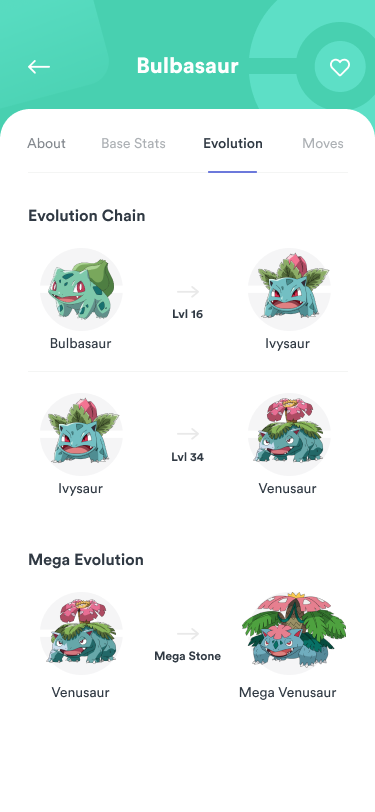 Bulbasaur
About Base Stats Evolution Moves
Evolution Chain
Lvl 16
Bulbasaur Ivysaur
Lvl 34
Ivysaur Venusaur
Mega Evolution
Mega Stone
Venusaur Mega Venusaur